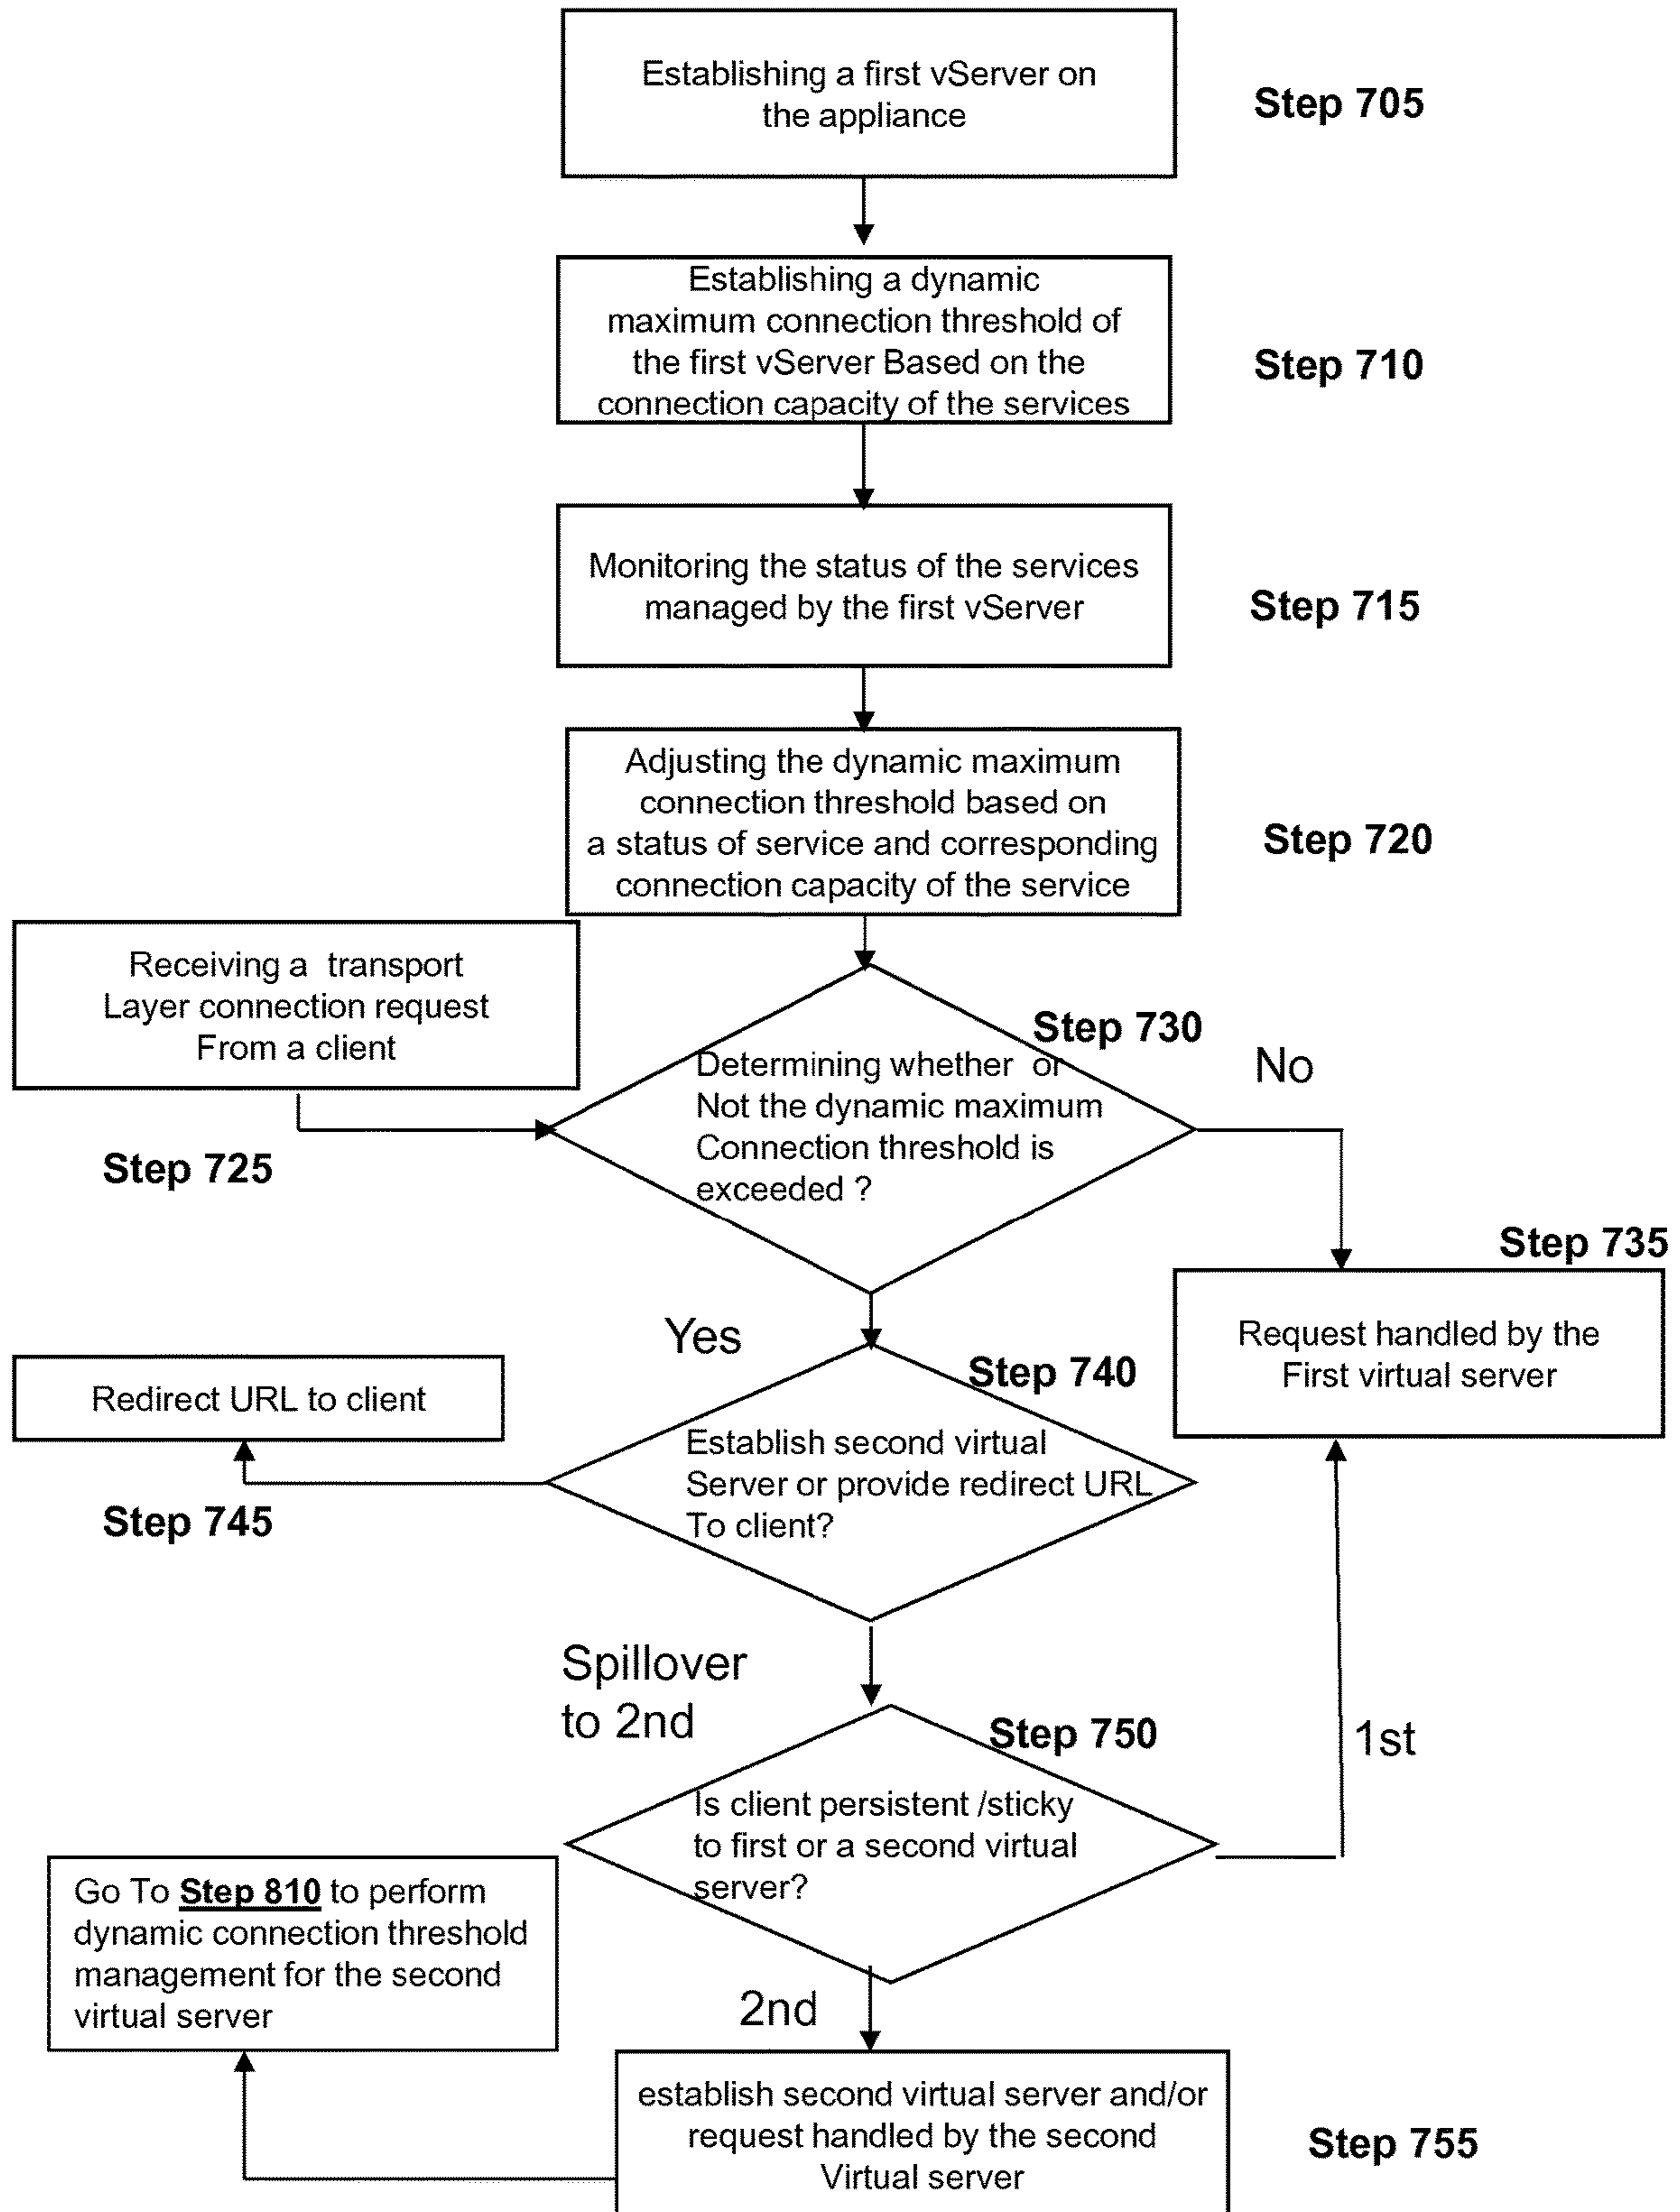 Establishing a first vServer on
the appliance
Step 705
Establishing a dynamic
maximum connection threshold of
the first vServer Based on the
connection capacity of the services
Step 710
Monitoring the status of the services
managed by the first vServer
Step 715
Adjusting the dynamic maximum
connection threshold based on
a status of service and corresponding
connection capacity of the service
Step 720
Receiving a transport
Layer connection request
From a client
Step 725
Step 730
Determining whether or
Not the dynamic maximum
Connection threshold is
exceeded ?
No
Step 735
Request handled by the
First virtual server
Yes
Step 740
Establish second virtual
Server or provide redirect URL
To client?
Redirect URL to client
Step 745
Spillover
to 2nd
Step 750
Is client persistent /sticky
to first or a second virtual
server?
1st
Go To Step 810 to perform
dynamic connection threshold
management for the second
virtual server
2nd
establish second virtual server and/or
request handled by the second
Virtual server
Step 755